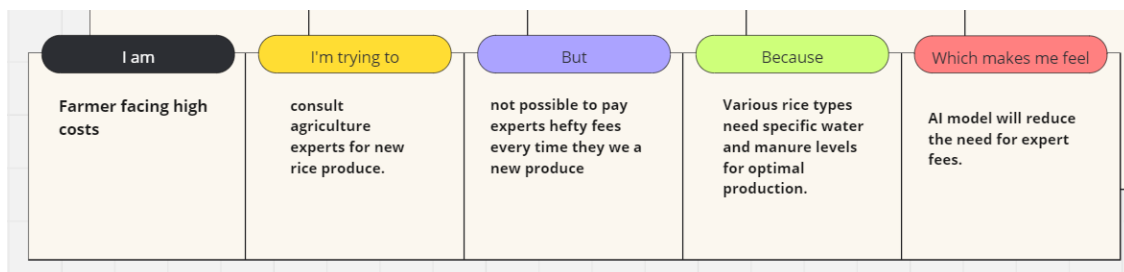 I am
Farmer facing high
costs
I'm trying to
consult
agriculture
experts for new
rice produce.
But
not possible to pay
experts hefty fees
every time they we a
new produce
Because
Various rice types
need specific water
and manure levels
for optimal
production.
Which makes me feel
AI model will reduce
the need for expert
fees.